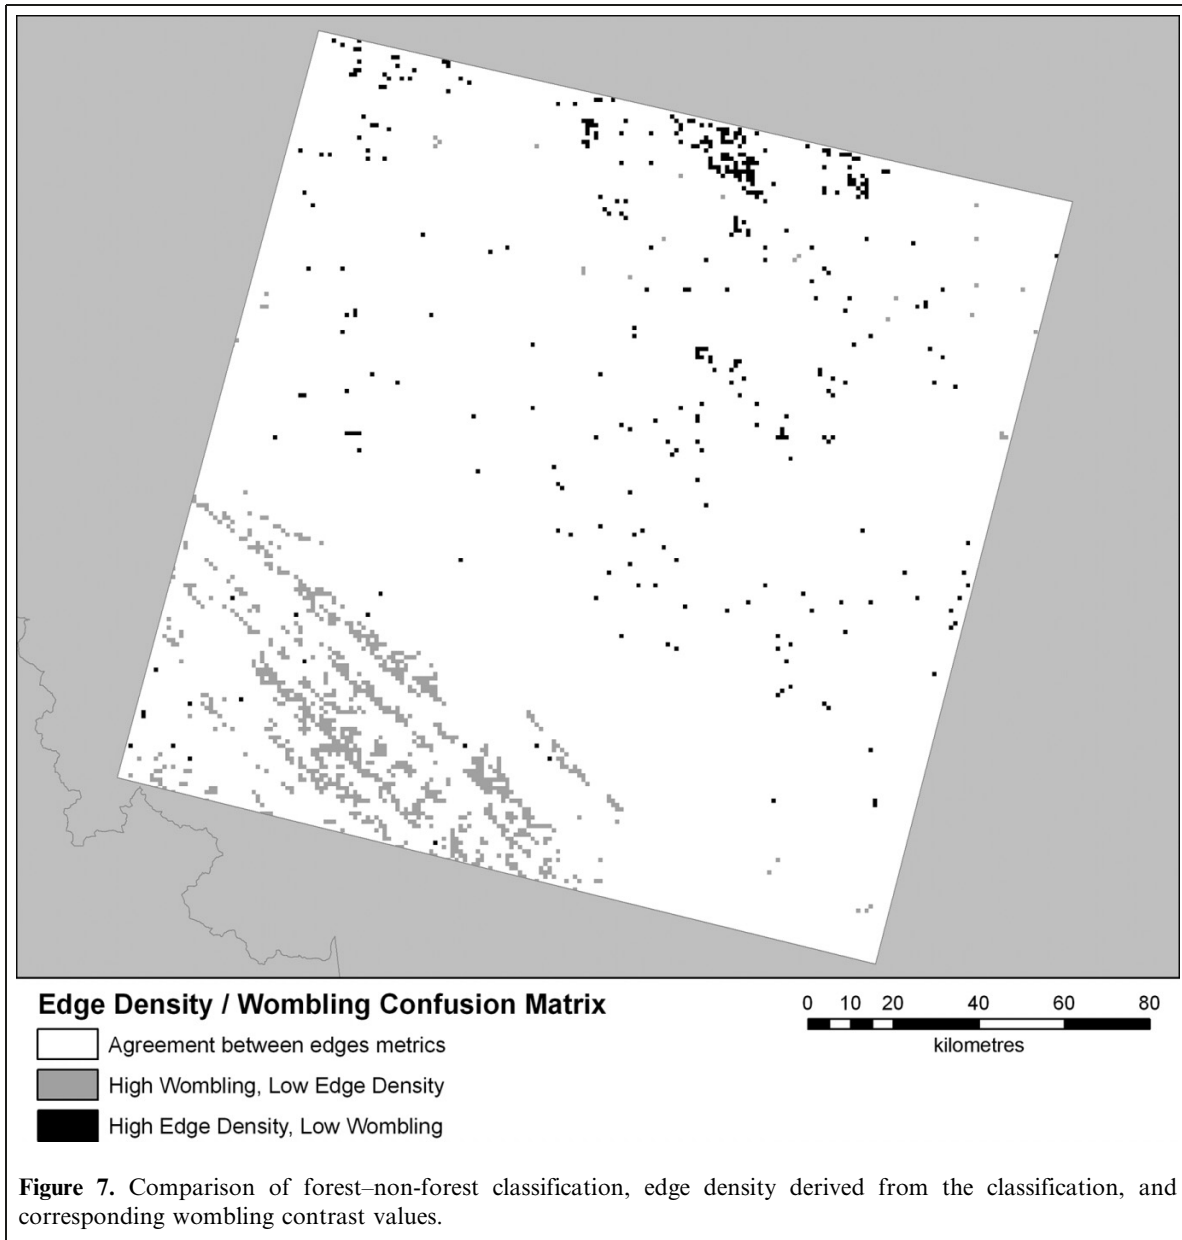 Edge Density / Wombling Confusion Matrix
0 10 20 40 60 80
kilometres
Agreement between edges metrics
High Wombling, Low Edge Density
High Edge Density, Low Wombling
Figure 7. Comparison of forest–non-forest classification, edge density derived from the classification, and
corresponding wombling contrast values.